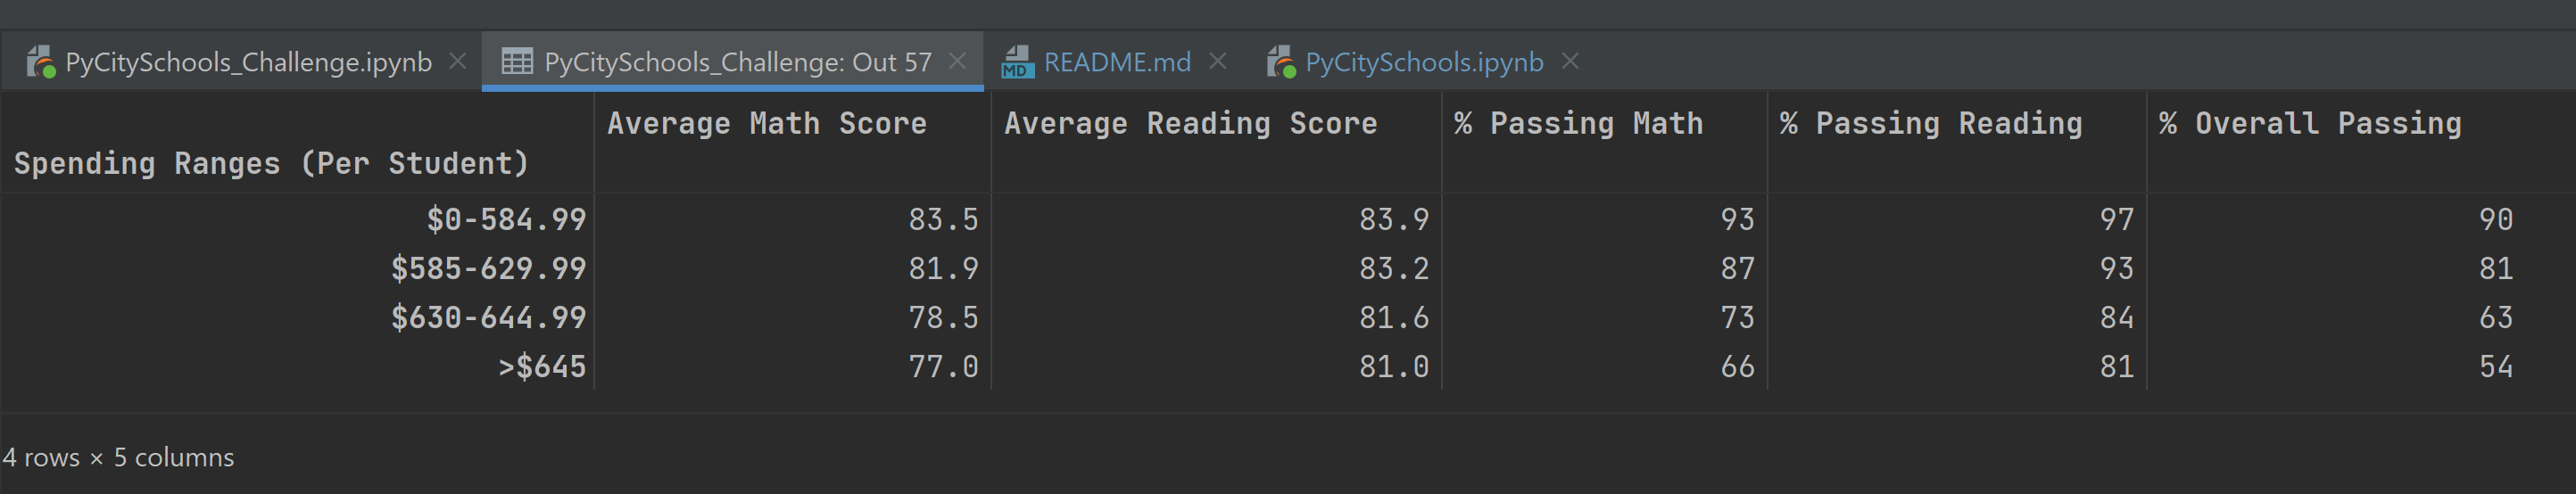 PyCitySchools_Challenge.ipynb PyCitySchools_Challenge: Out 57 README.md PyCitySchools.ipynb
MD
Average Math Score Average Reading Score % Passing Math % Passing Reading % Overall Passing
Spending Ranges (Per Student)
$0-584.99 83.5 83.9 93 97 90
$585-629.99 81.9 83.2 87 93 81
$630-644.99 78.5 81.6 73 84 63
>$645 77.0 81.0 66 81 54
4 rows × 5 columns